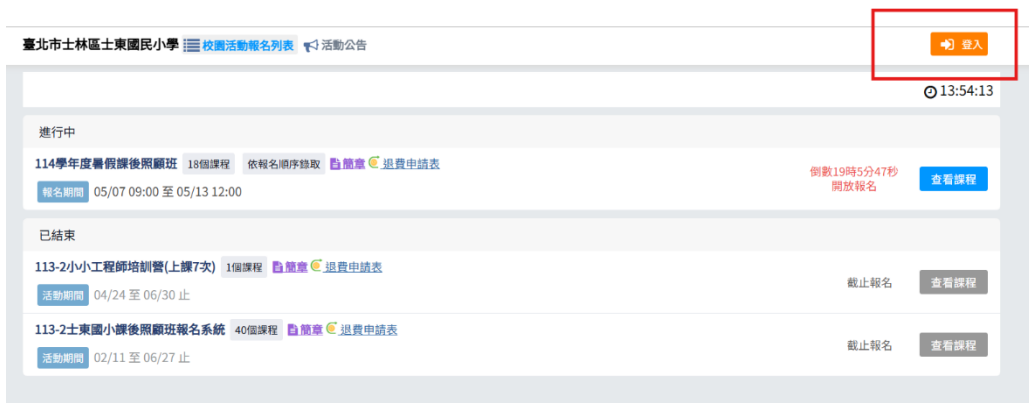 臺北市士林區士東國民小學 校園活動報名列表 活動公告 登入
13:54:13
進行中
114學年度暑假課後照顧班 18個課程 依報名順序錄取 簡章 退費申請表
報名期間 05/07 09:00 至 05/13 12:00
倒數19時5分47秒
開放報名
查看課程
已結束
113-2小小工程師培訓營(上課7次) 1個課程 簡章 退費申請表
活動期間 04/24 至 06/30 止
截止報名 查看課程
113-2士東國小課後照顧班報名系統 40個課程 簡章 退費申請表
活動期間 02/11 至 06/27 止
截止報名 查看課程